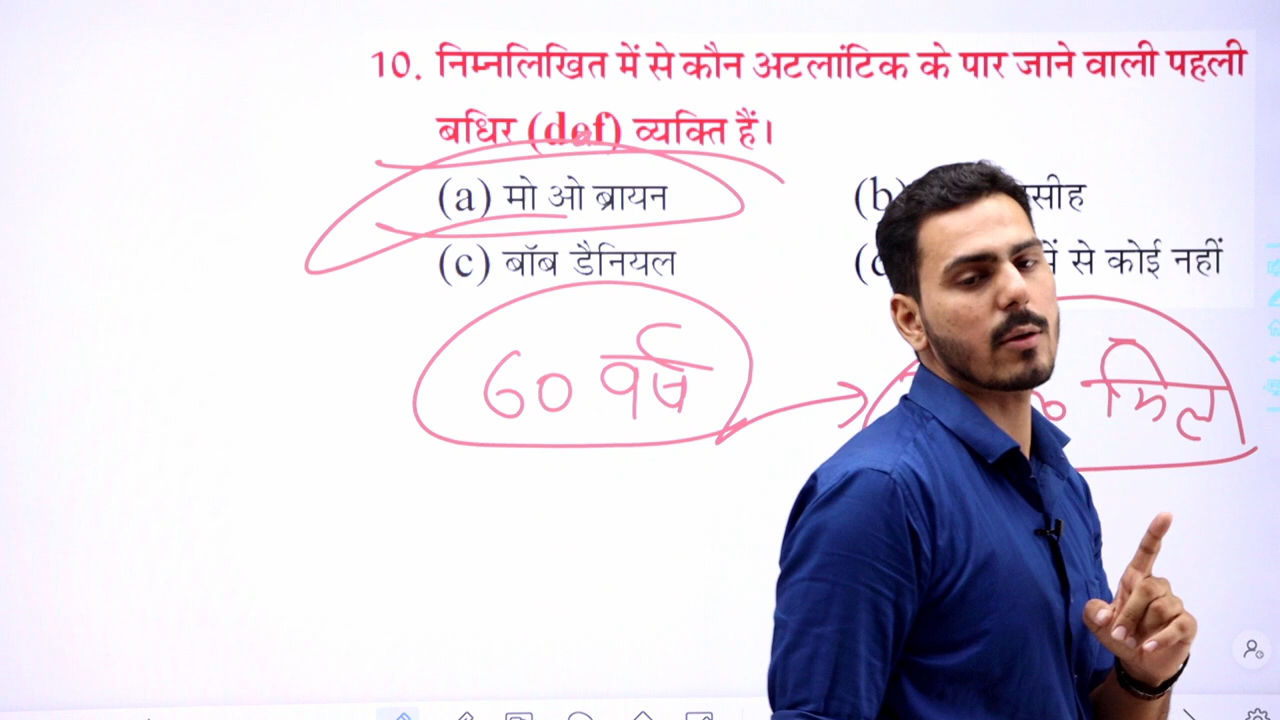 10. निम्नलिखित में से कौन अटलांटिक के पार जाने वाली पहली
बधिर (def) व्यक्ति हैं।
(a) मो ओ ब्रायन
(b)
(c) बॉब डैनियल
से कोई नहीं
60 वर्ष
मिल